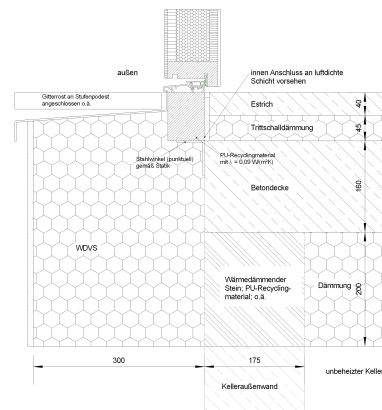 außen
innen Anschluss an luftdichte
Schicht vorsehen
Gitterrost an Stufenpodest
angeschlossen o.ä.
Estrich
40
Trittschalldämmung
45
Stahlwinkel (punktuell)
gemäß Statik
PU-Recyclingmaterial
mit λ = 0.09 W/(m²K)
Betondecke
160
WDVS
Wärmedämmender
Stein; PU-Recycling-
material; o.ä.
Dämmung
200
300
175
unbeheizter Keller
Kelleraußenwand